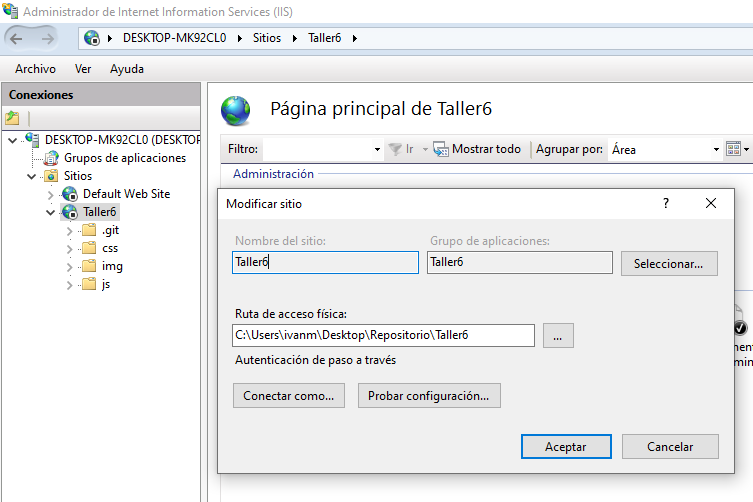 Administrador de Internet Information Services (IIS)
DESKTOP-MK92CL0 Sitios Taller6
Archivo Ver Ayuda
Conexiones
DESKTOP-MK92CL0 (DESKTOP
Grupos de aplicaciones
Sitios
Default Web Site
Taller6
.git
css
img
js
Página principal de Taller6
Filtro: Ir Mostrar todo Agrupar por: Área
Administración
Modificar sitio ?
Nombre del sitio: Grupo de aplicaciones:
Taller6 Taller6 Seleccionar...
Ruta de acceso física:
C:\Users\ivanm\Desktop\Repositorio\Taller6 ...
Autenticación de paso a través
Conectar como... Probar configuración...
Aceptar Cancelar